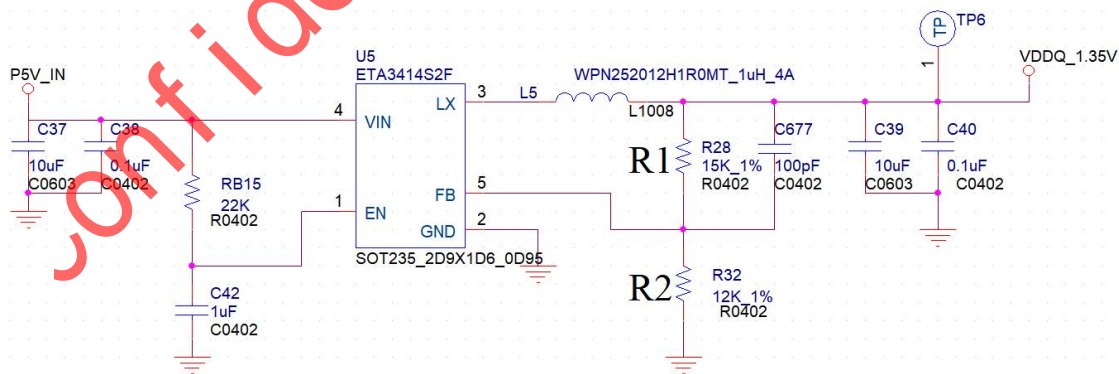 confid
P5V_IN
C37
10uF
C0603
C38
0.1uF
C0402
RB15
22K
R0402
C42
1uF
C0402
U5
ETA3414S2F
4
VIN
1
EN
LX
3
FB
5
GND
2
SOT235_2D9X1D6_0D95
L5
WPN252012H1R0MT_1uH_4A
L1008
R1
R28
15K_1%
R0402
C677
100pF
C0402
R2
R32
12K_1%
R0402
C39
10uF
C0603
C40
0.1uF
C0402
TP
TP6
1
VDDQ_1.35V